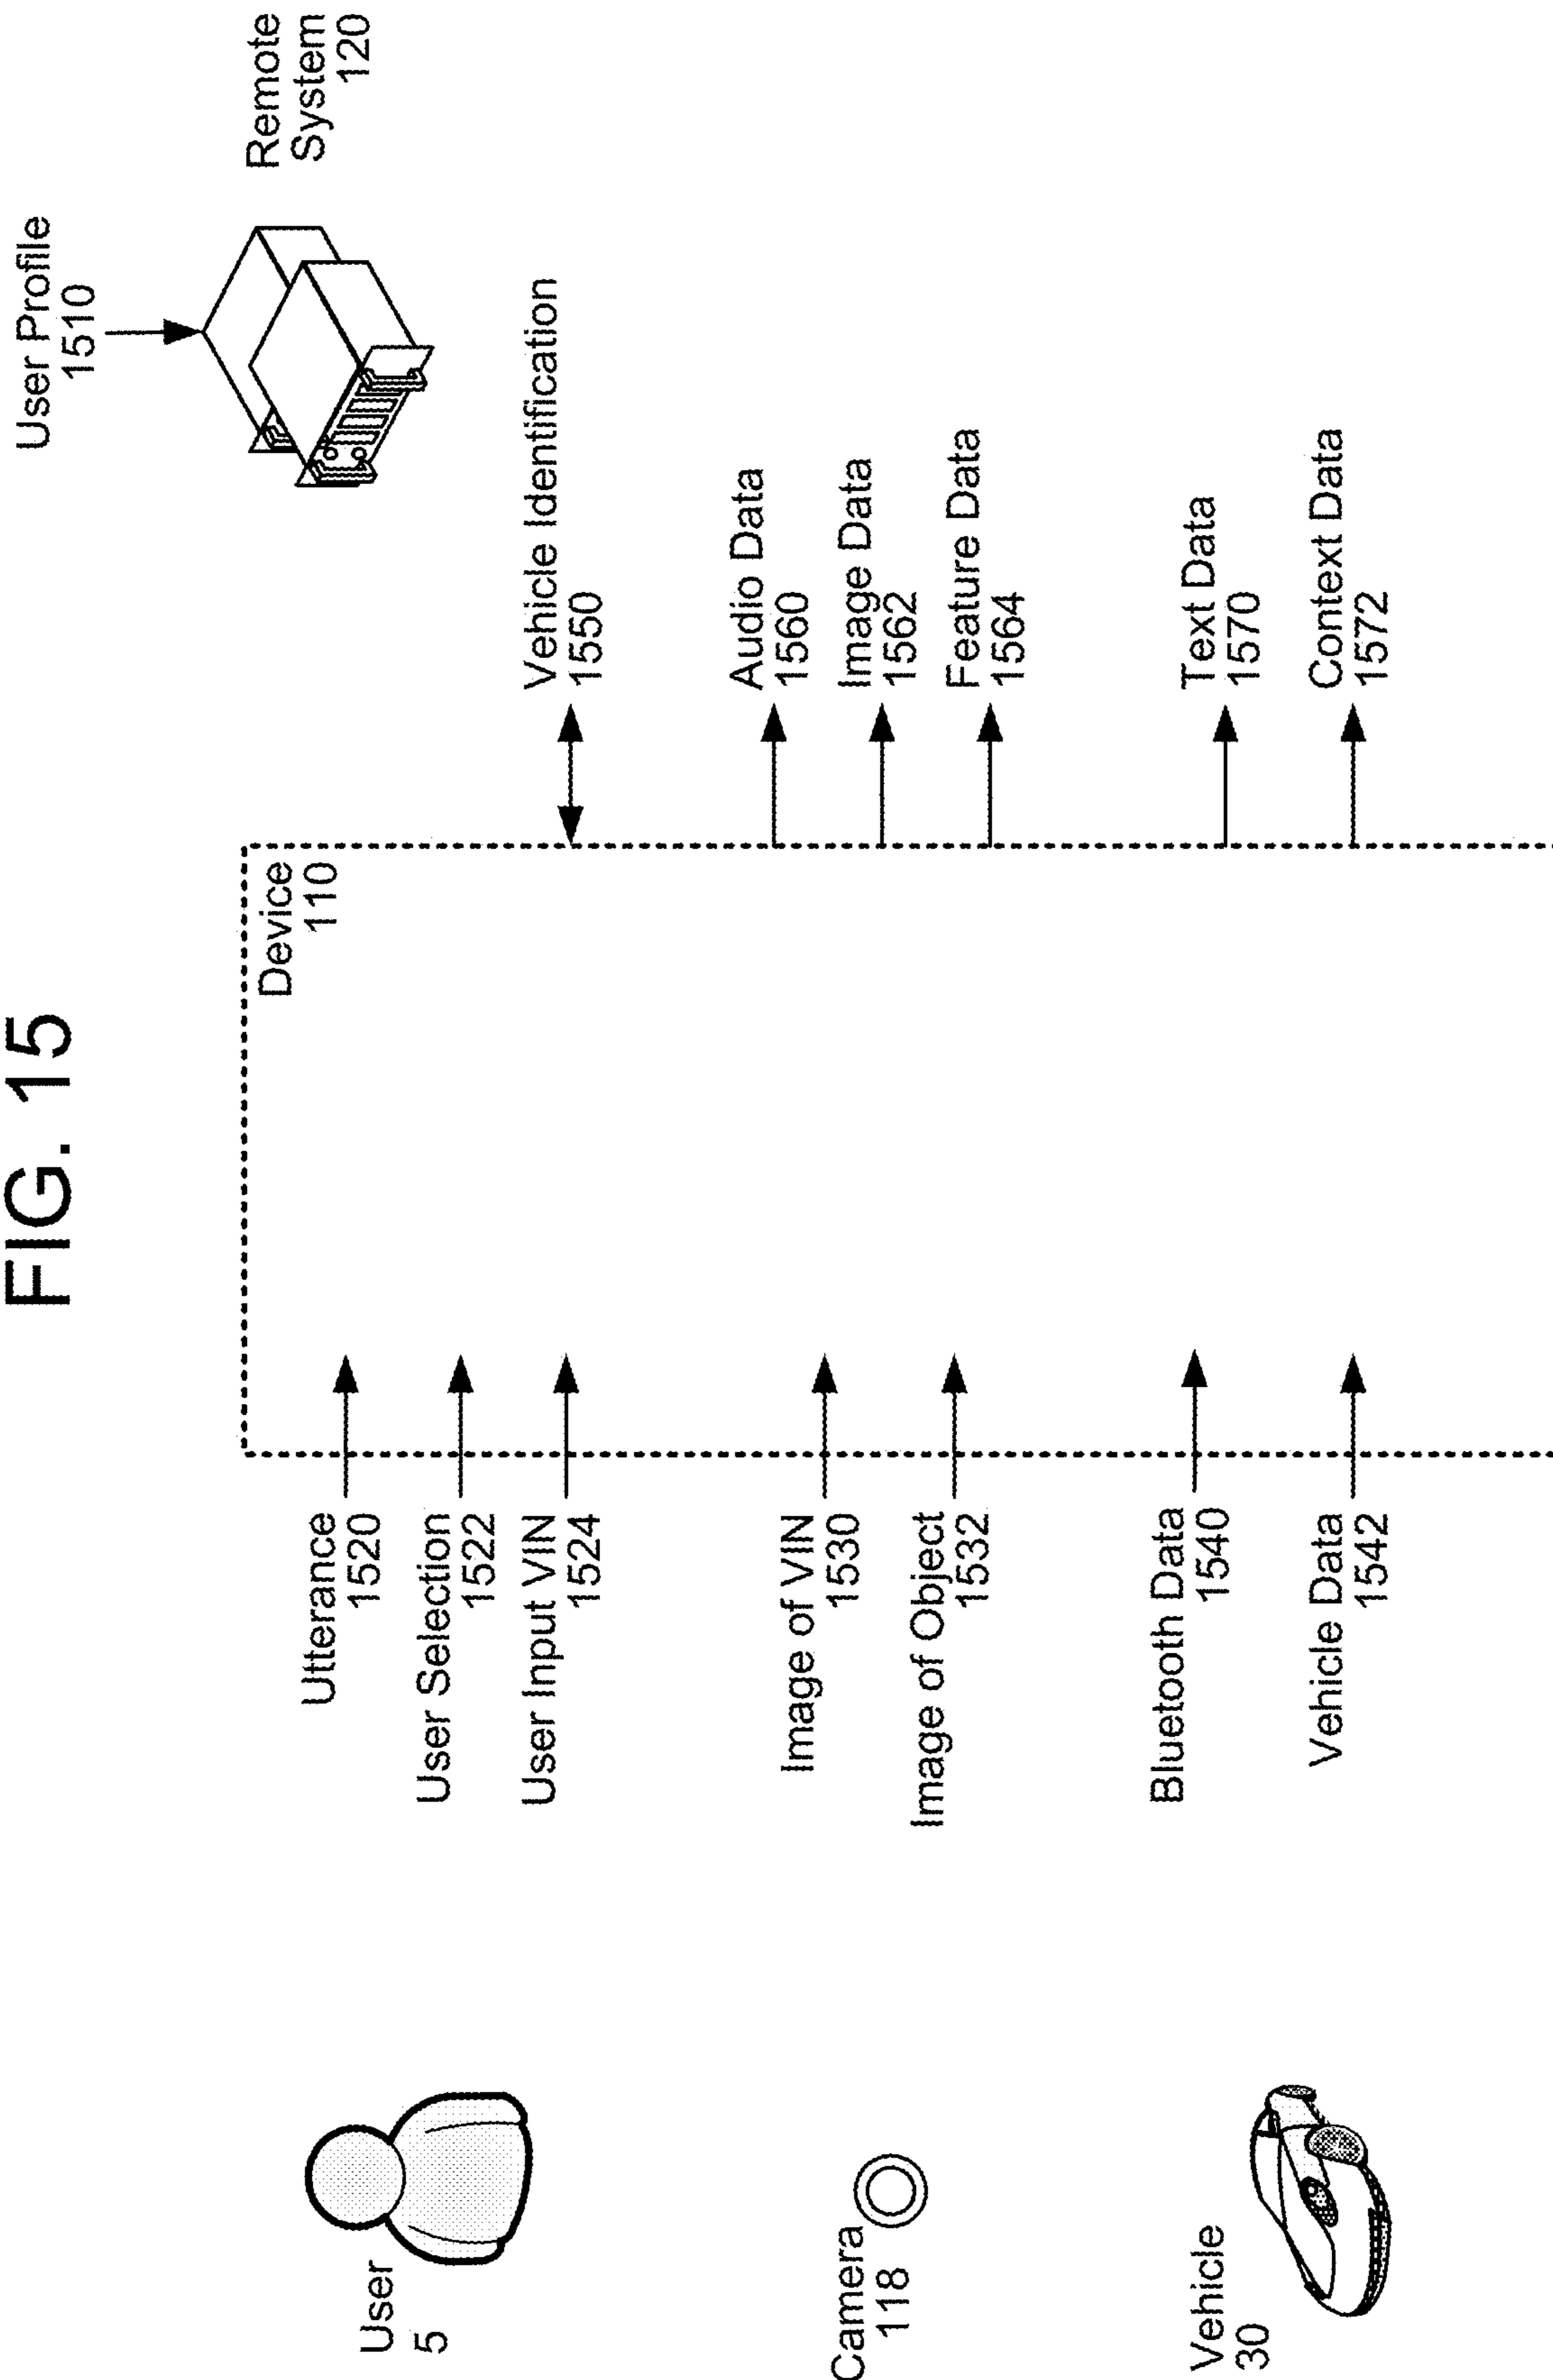 FIG. 15
User
5
Camera
118
Vehicle
30
Utterance
1520
User Selection
1522
User Input VIN
1524
Image of VIN
1530
Image of Object
1532
Bluetooth Data
1540
Vehicle Data
1542
Device
110
Vehicle Identification
1550
Audio Data
1560
Image Data
1562
Feature Data
1564
Text Data
1570
Context Data
1572
User Profile
1510
Remote
System
120